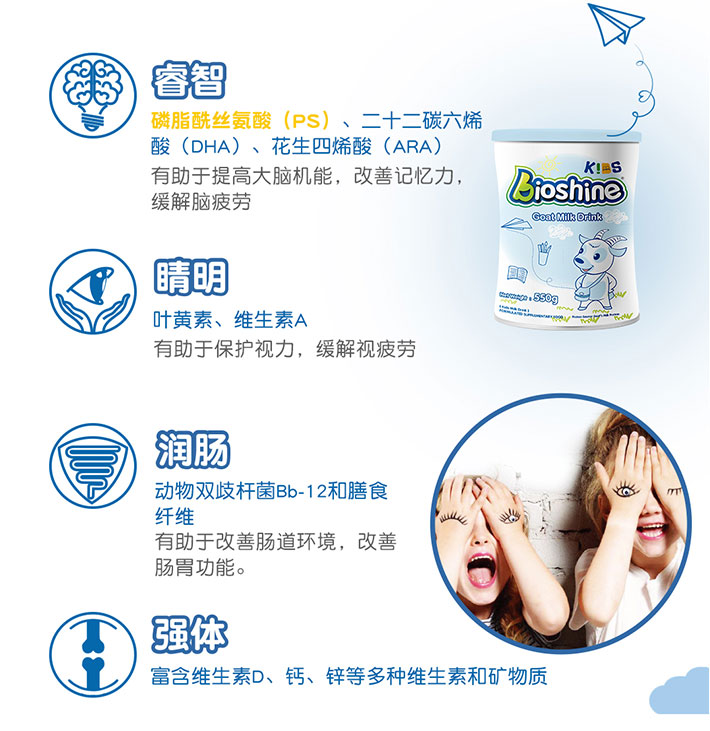 睿智
磷脂酰丝氨酸（PS）、二十二碳六烯
酸（DHA）、花生四烯酸（ARA）
有助于提高大脑机能，改善记忆力，
缓解脑疲劳
KIDS
Bioshine
Goat Milk Drink
Net Weight : 550g
FORMULATED SUPPLEMENTARY FOOD
睛明
叶黄素、维生素A
有助于保护视力，缓解视疲劳
润肠
动物双歧杆菌Bb-12和膳食
纤维
有助于改善肠道环境，改善
肠胃功能。
强体
富含维生素D、钙、锌等多种维生素和矿物质